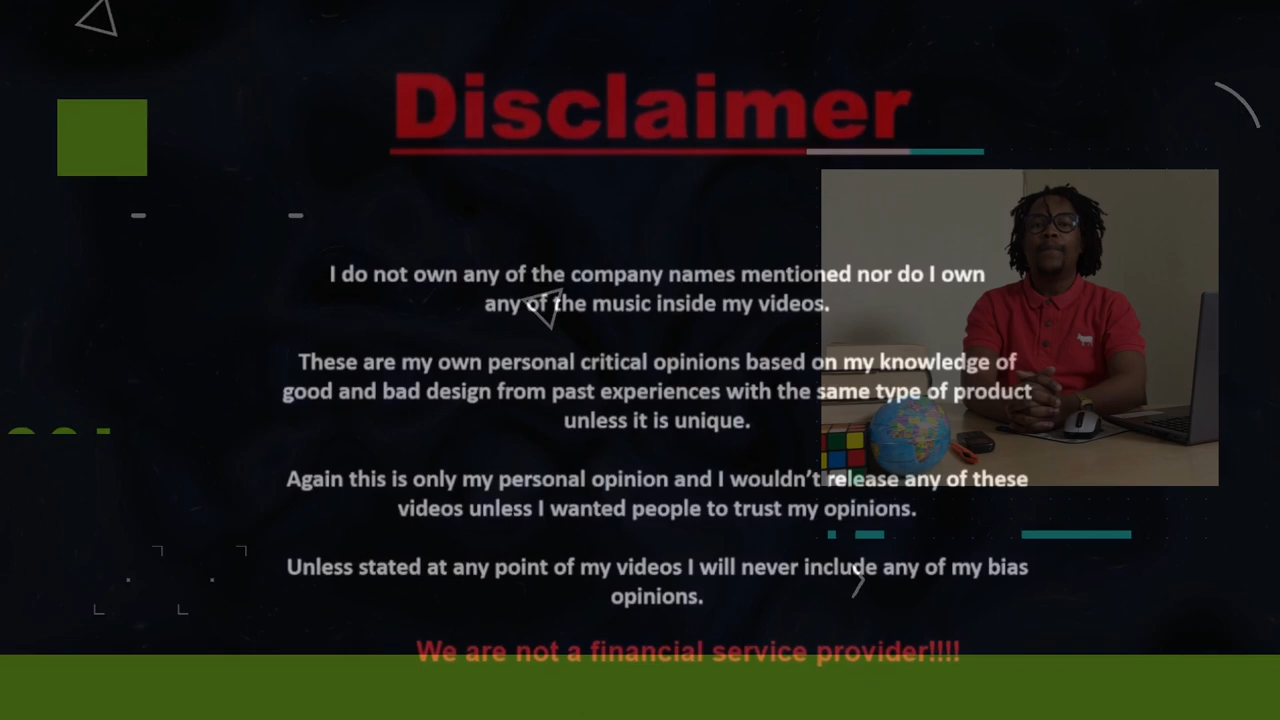 Disclaimer
I do not own any of the company names mentioned nor do I own
any of the music inside my videos.
These are my own personal critical opinions based on my knowledge of
good and bad design from past experiences with the same type of product
unless it is unique.
Again this is only my personal opinion and I wouldn't release any of these
videos unless I wanted people to trust my opinions.
Unless stated at any point of my videos I will never include any of my bias
opinions.
We are not a financial service provider!!!!